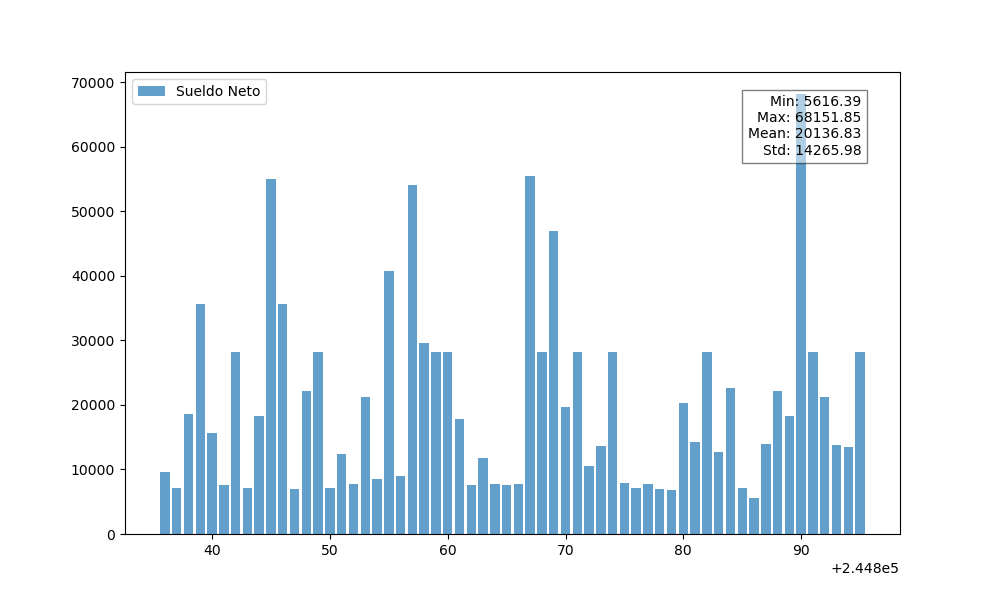 70000
60000
50000
40000
30000
20000
10000
0
Sueldo Neto
Min: 5616.39
Max: 68151.85
Mean: 20136.83
Std: 14265.98
40 50 60 70 80 90
+2.448e5